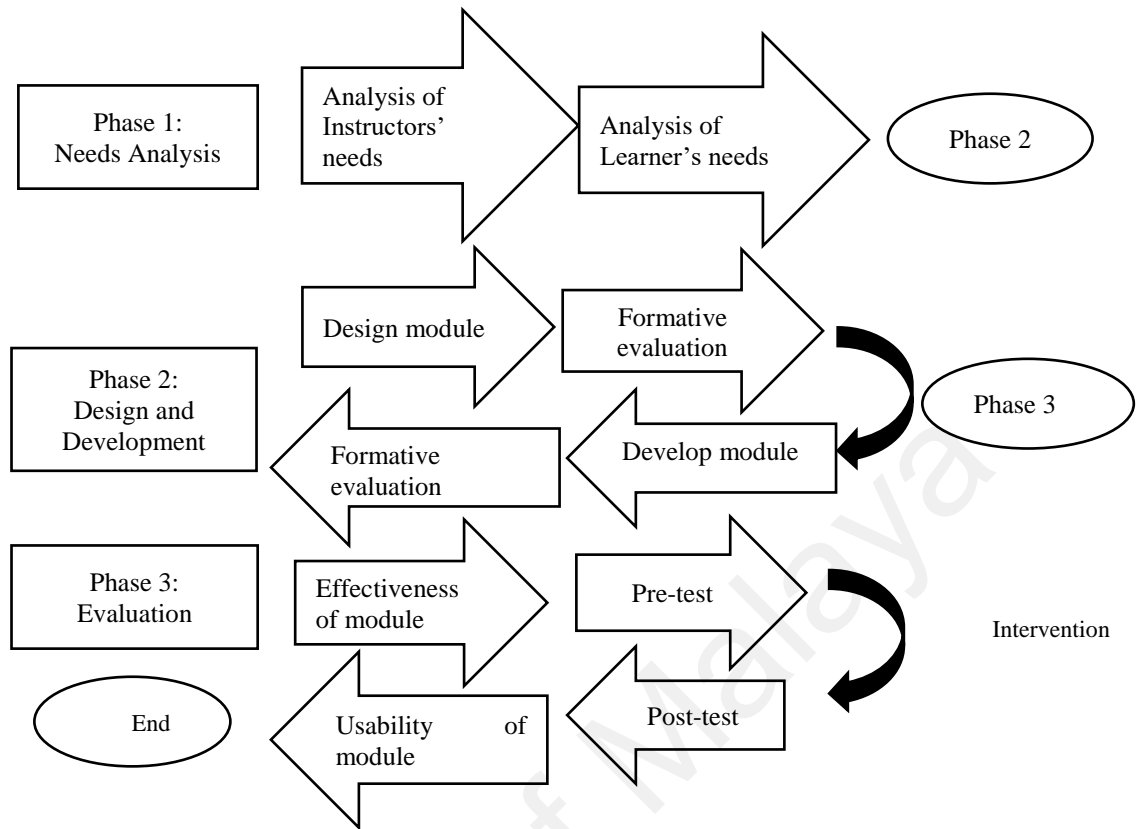 Phase 1:
Needs Analysis
Analysis of
Instructors’
needs
Analysis of
Learner’s needs
Phase 2
Phase 2:
Design and
Development
Design module
Formative
evaluation
Develop module
Formative
evaluation
Phase 3
Phase 3:
Evaluation
Effectiveness
of module
Pre-test
Intervention
Post-test
Usability of
module
End
of Malaya